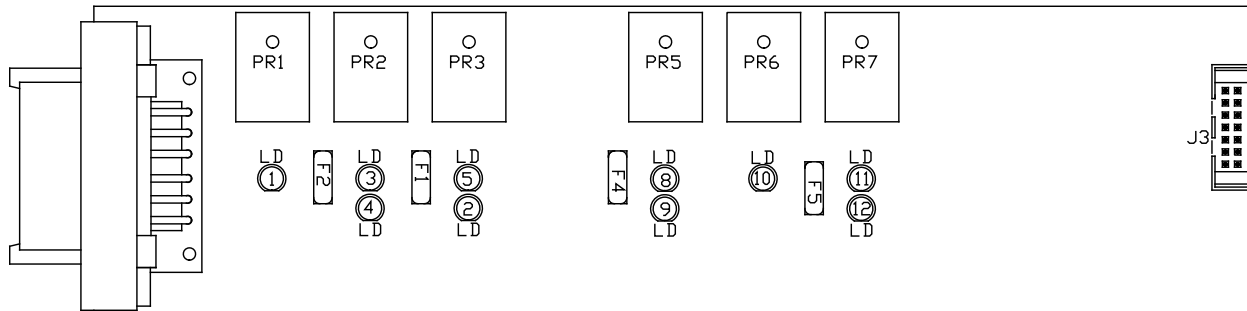 PR1 PR2 PR3 PR5 PR6 PR7
J3
LD LD LD LD LD LD
1 F2 3 F1 5 F4 8 10 F5 11
4 2 9 12
LD LD LD LD